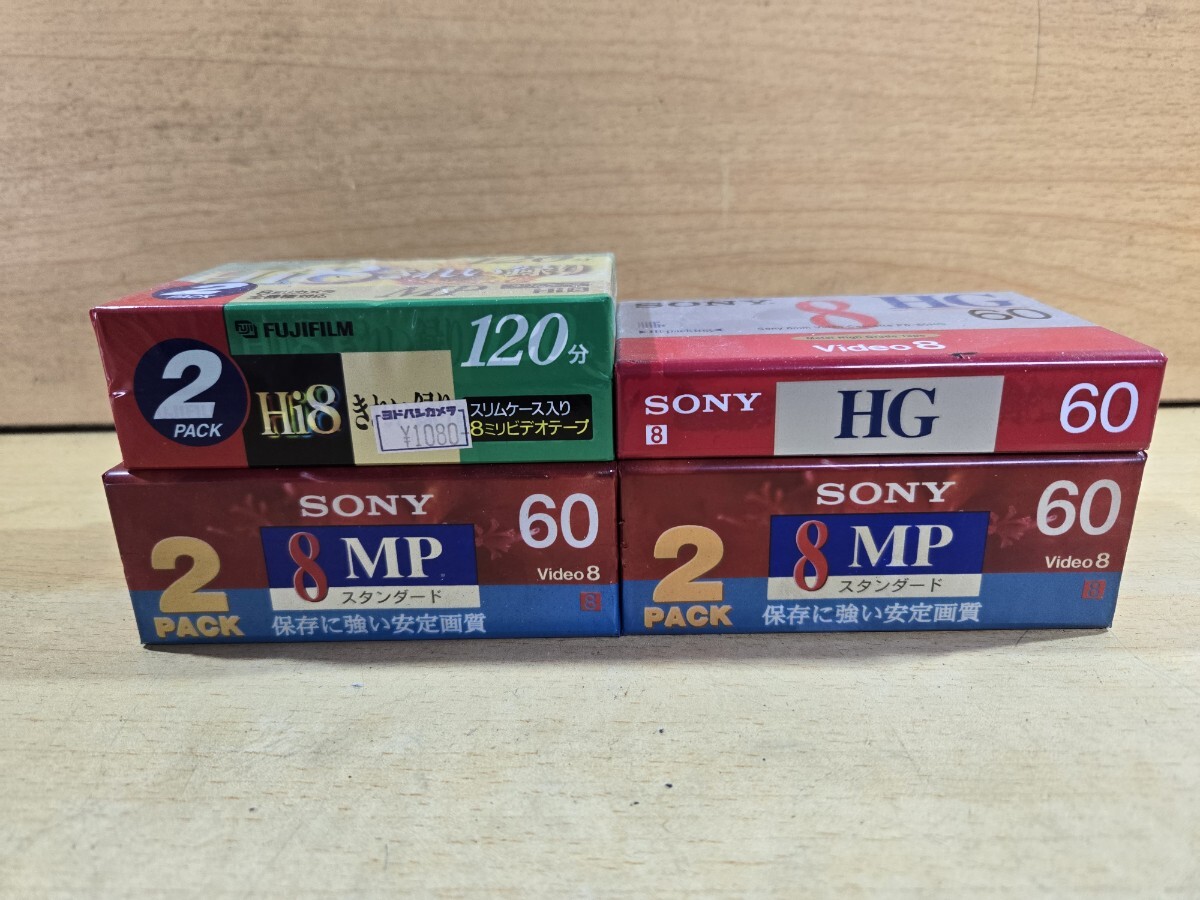 2
PACK
FUJIFILM
120分
Hi8
ヨドバシカメラ
¥1080
スリムケース入り
8ミリビデオテープ
SONY
8
HG
60
Video 8
SONY
8
HG
60
SONY
60
2
PACK
8 MP
スタンダード
Video 8
8
保存に強い安定画質
SONY
60
2
PACK
8 MP
スタンダード
Video 8
8
保存に強い安定画質